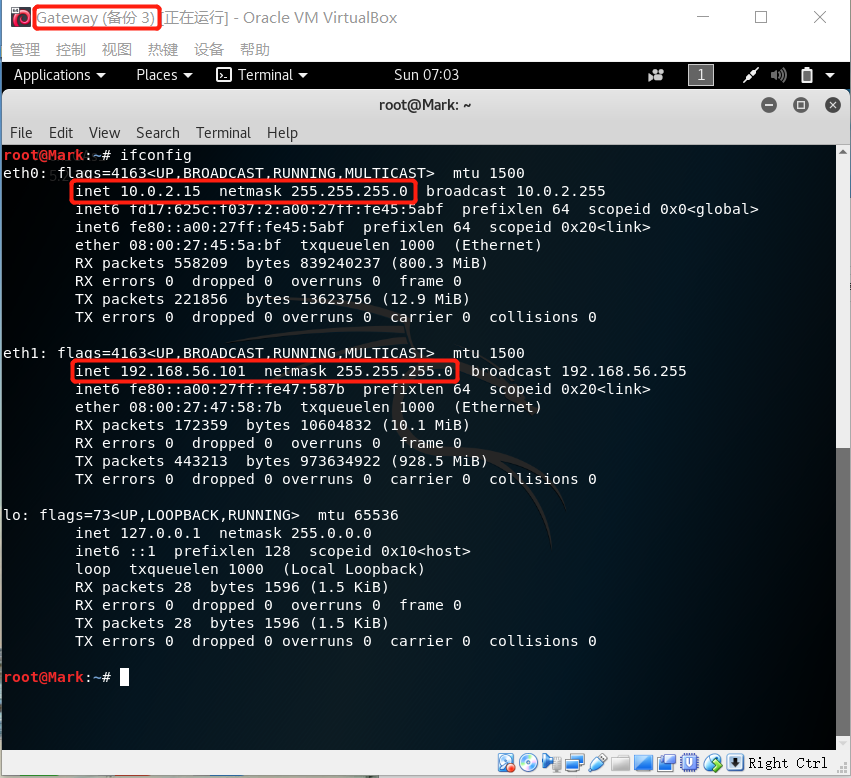 Gateway (备份 3) [正在运行] - Oracle VM VirtualBox
管理 控制 视图 热键 设备 帮助
Applications Places Terminal Sun 07:03 1
root@Mark: ~
File Edit View Search Terminal Help
root@Mark:~# ifconfig
eth0: flags=4163<UP,BROADCAST,RUNNING,MULTICAST>  mtu 1500
        inet 10.0.2.15  netmask 255.255.255.0  broadcast 10.0.2.255
        inet6 fd17:625c:f037:2:a00:27ff:fe45:5abf  prefixlen 64  scopeid 0x0<global>
        inet6 fe80::a00:27ff:fe45:5abf  prefixlen 64  scopeid 0x20<link>
        ether 08:00:27:45:5a:bf  txqueuelen 1000  (Ethernet)
        RX packets 558209  bytes 839240237 (800.3 MiB)
        RX errors 0  dropped 0  overruns 0  frame 0
        TX packets 221856  bytes 13623756 (12.9 MiB)
        TX errors 0  dropped 0 overruns 0  carrier 0  collisions 0
eth1: flags=4163<UP,BROADCAST,RUNNING,MULTICAST>  mtu 1500
        inet 192.168.56.101  netmask 255.255.255.0  broadcast 192.168.56.255
        inet6 fe80::a00:27ff:fe47:587b  prefixlen 64  scopeid 0x20<link>
        ether 08:00:27:47:58:7b  txqueuelen 1000  (Ethernet)
        RX packets 172359  bytes 10604832 (10.1 MiB)
        RX errors 0  dropped 0  overruns 0  frame 0
        TX packets 443213  bytes 973634922 (928.5 MiB)
        TX errors 0  dropped 0 overruns 0  carrier 0  collisions 0
lo: flags=73<UP,LOOPBACK,RUNNING>  mtu 65536
        inet 127.0.0.1  netmask 255.0.0.0
        inet6 ::1  prefixlen 128  scopeid 0x10<host>
        loop  txqueuelen 1000  (Local Loopback)
        RX packets 28  bytes 1596 (1.5 KiB)
        RX errors 0  dropped 0  overruns 0  frame 0
        TX packets 28  bytes 1596 (1.5 KiB)
        TX errors 0  dropped 0 overruns 0  carrier 0  collisions 0
root@Mark:~#
Right Ctrl